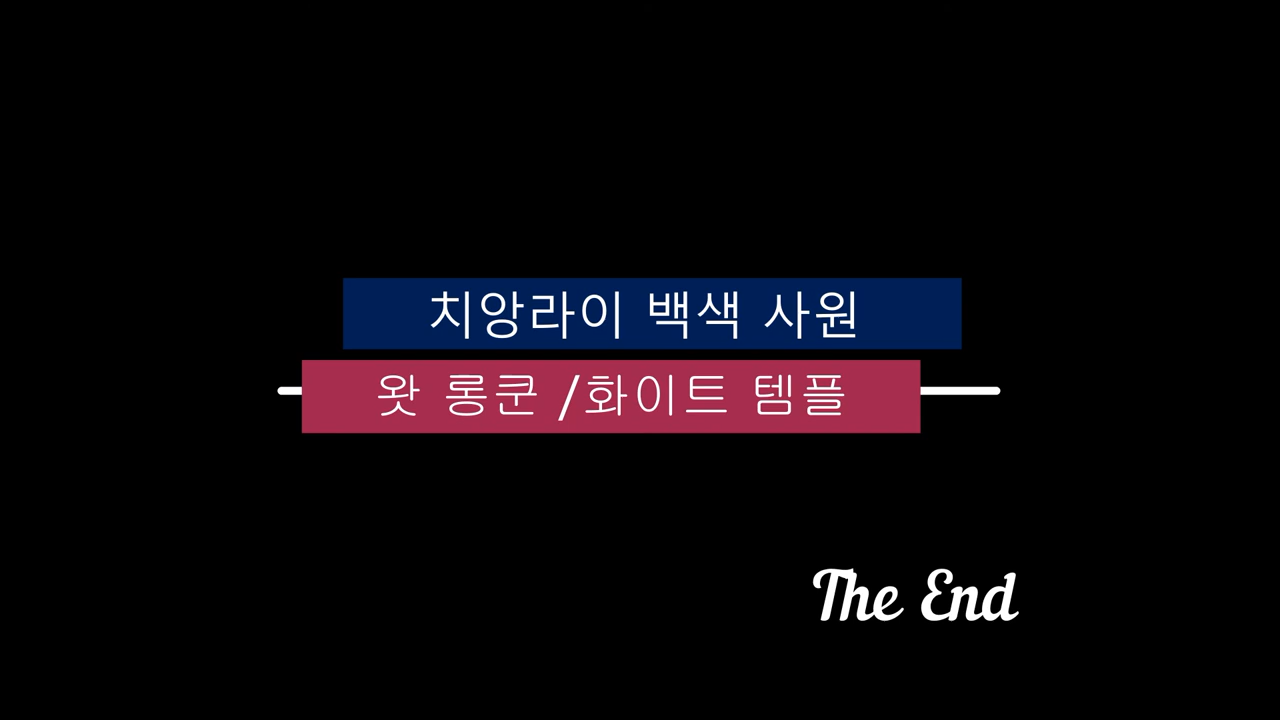 치앙라이 백색 사원
왓 롱쿤 /화이트 템플
The End